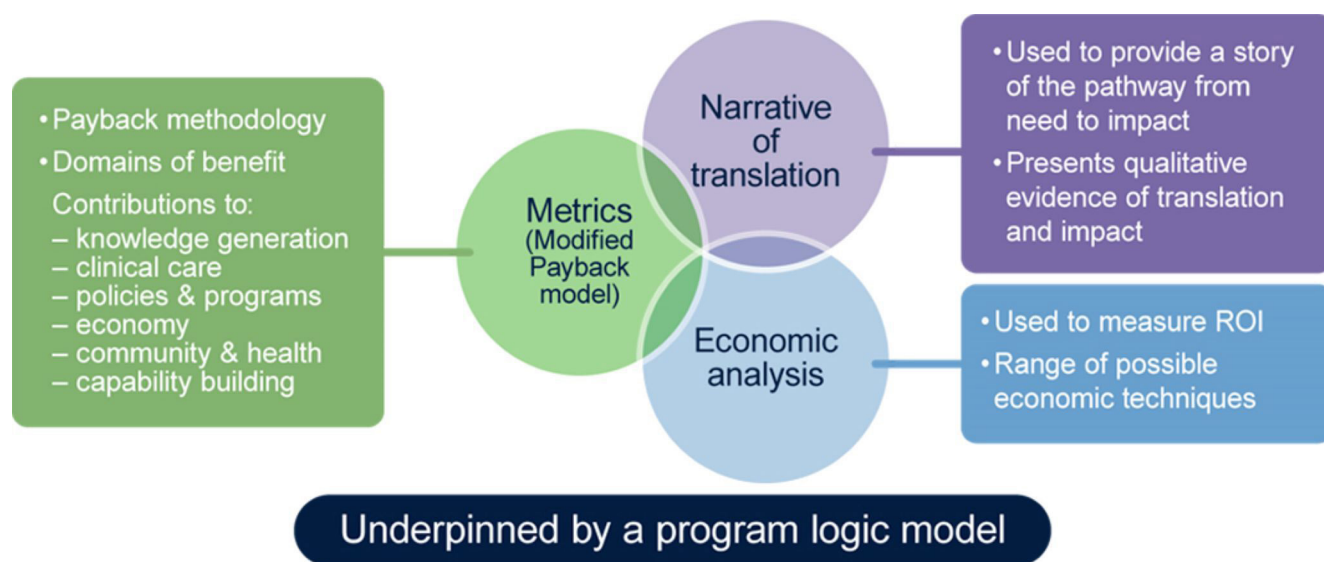 • Payback methodology
• Domains of benefit
Contributions to:
– knowledge generation
– clinical care
– policies & programs
– economy
– community & health
– capability building
Metrics
(Modified
Payback
model)
Narrative
of
translation
• Used to provide a story
of the pathway from
need to impact
• Presents qualitative
evidence of translation
and impact
Economic
analysis
• Used to measure ROI
• Range of possible
economic techniques
Underpinned by a program logic model